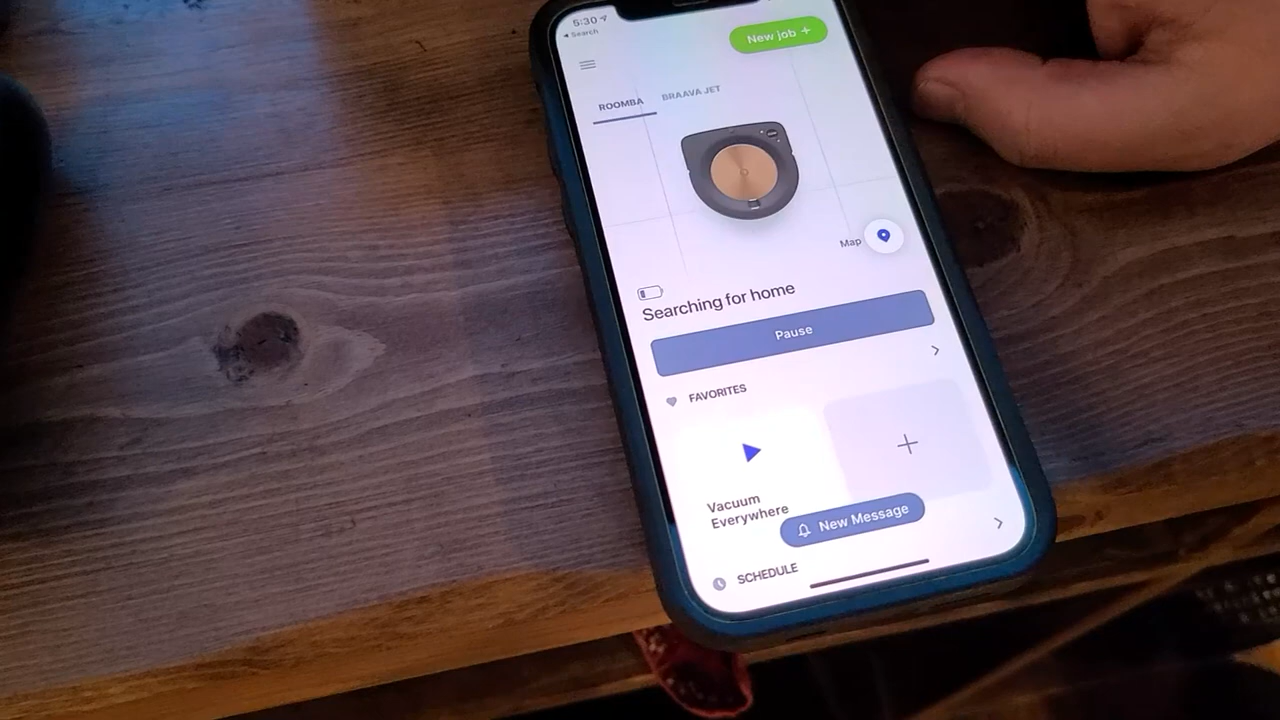 5:30
Search
New job +
ROOMBA
BRAAVA JET
Map
Searching for home
Pause
FAVORITES
Vacuum
Everywhere
New Message
SCHEDULE